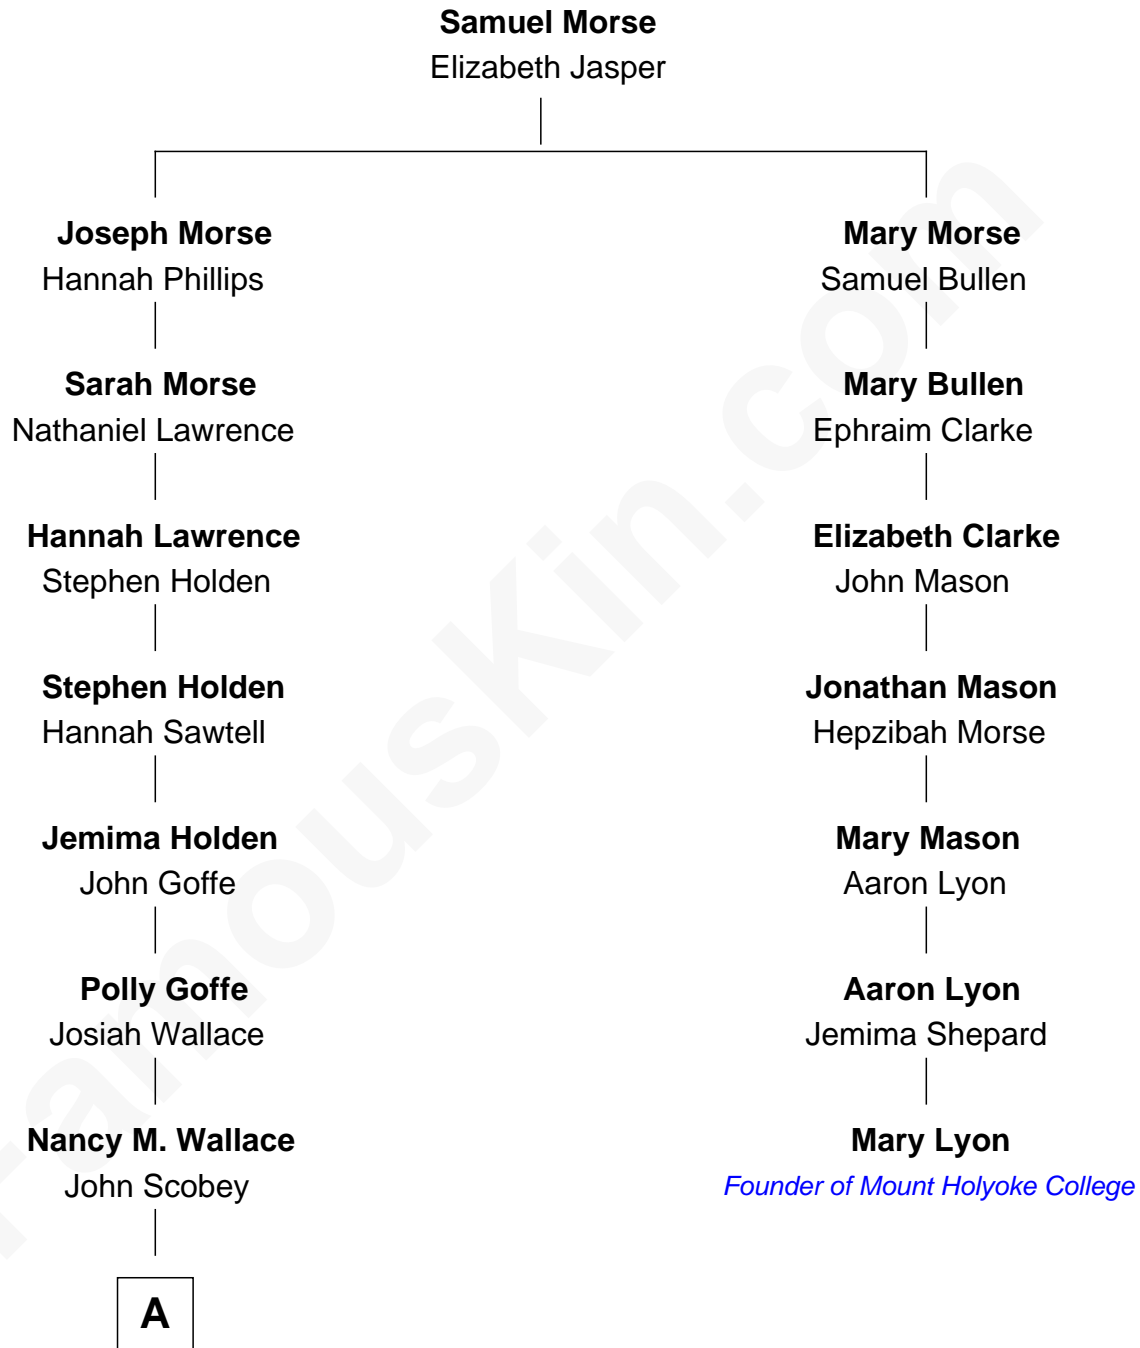 Samuel Morse
Elizabeth Jasper
Joseph Morse
Hannah Phillips
Sarah Morse
Nathaniel Lawrence
Hannah Lawrence
Stephen Holden
Stephen Holden
Hannah Sawtell
Jemima Holden
John Goffe
Polly Goffe
Josiah Wallace
Nancy M. Wallace
John Scobey
A
Mary Morse
Samuel Bullen
Mary Bullen
Ephraim Clarke
Elizabeth Clarke
John Mason
Jonathan Mason
Hepzibah Morse
Mary Mason
Aaron Lyon
Aaron Lyon
Jemima Shepard
Mary Lyon
Founder of Mount Holyoke College
FamousKin.com